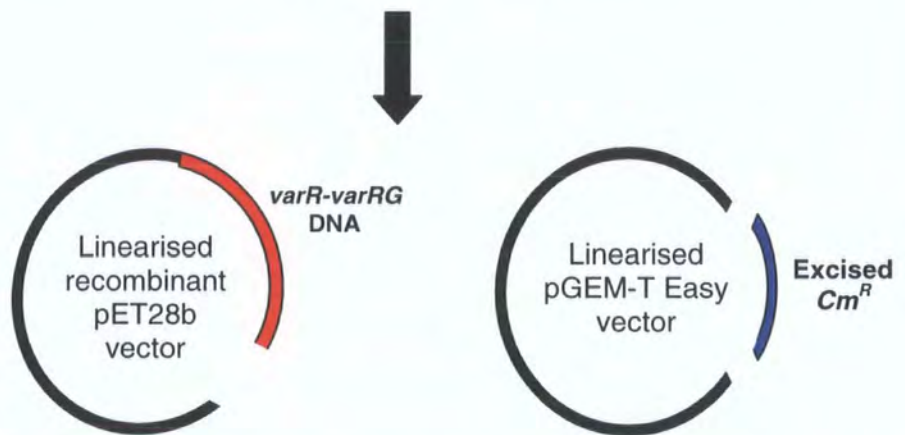 varR-varRG
DNA
Linearised
recombinant
pET28b
vector
Linearised
pGEM-T Easy
vector
Excised
Cm^R